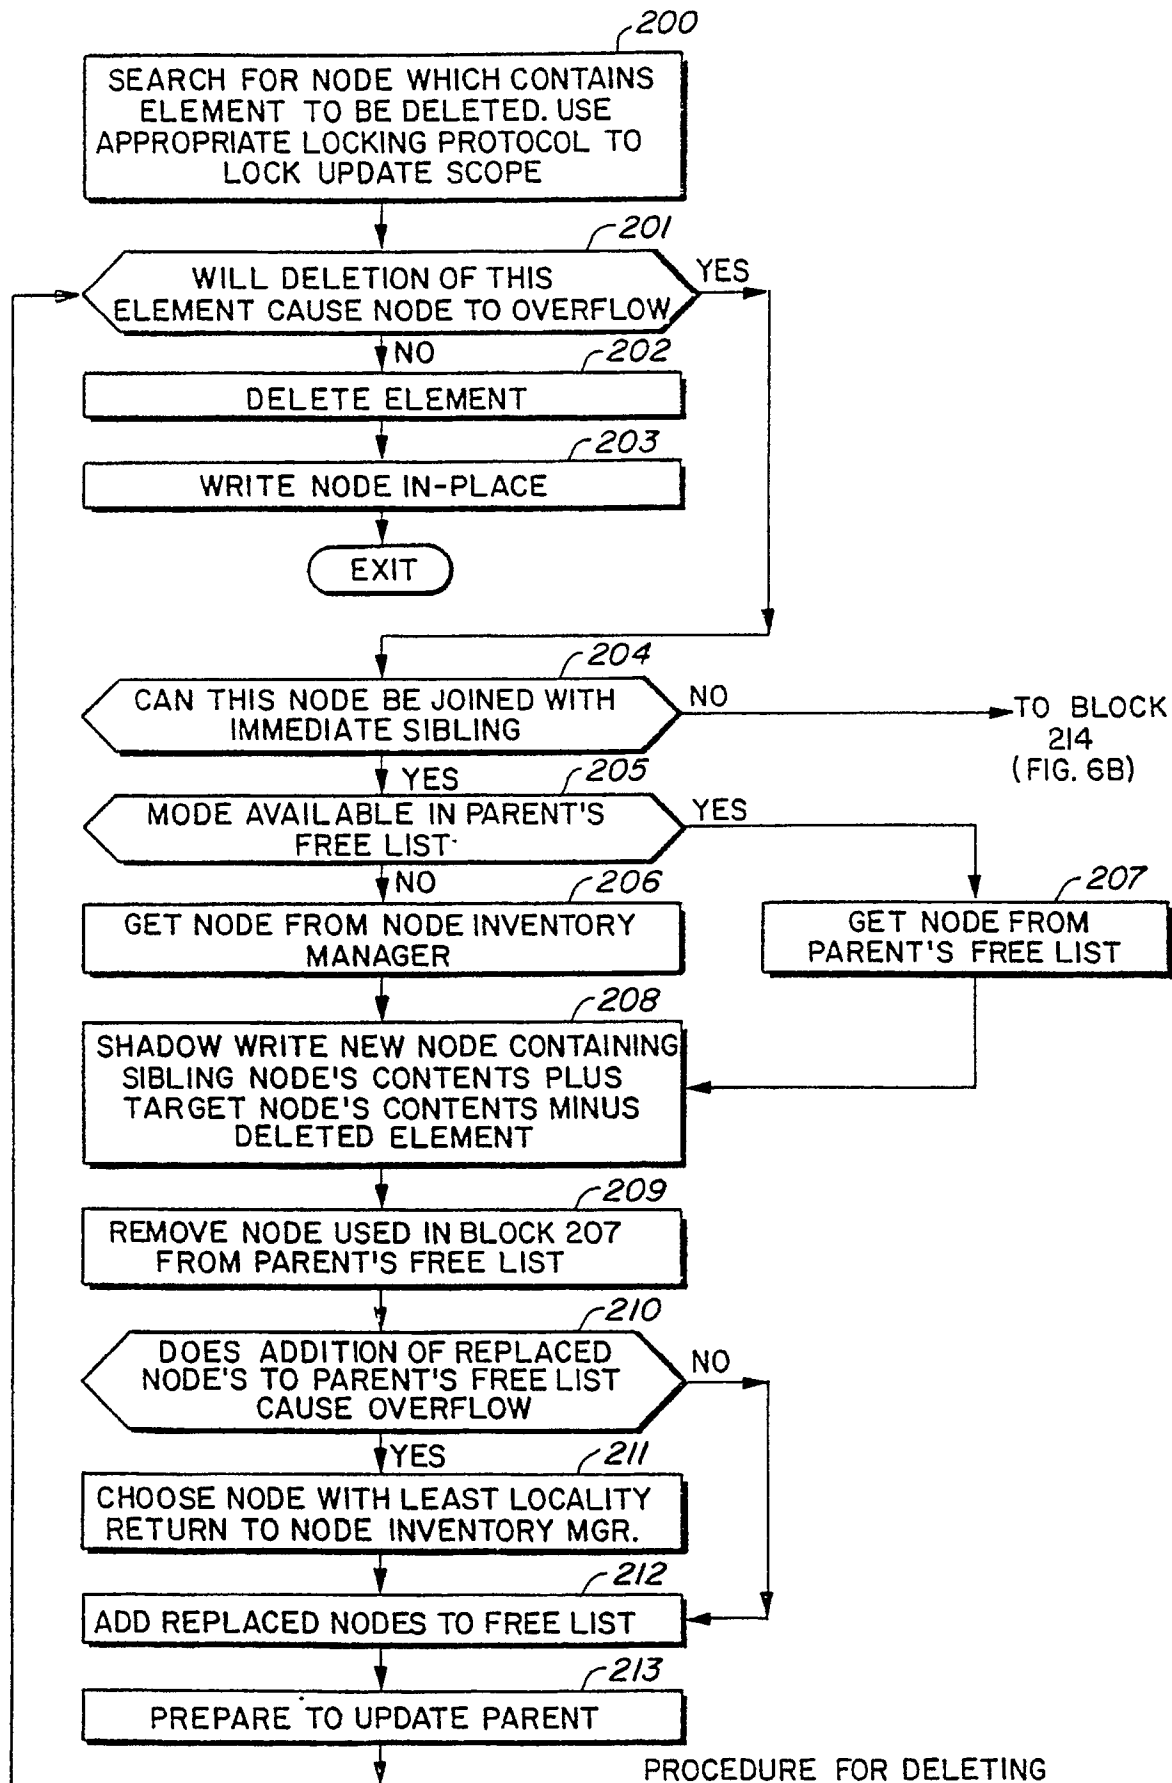 200
SEARCH FOR NODE WHICH CONTAINS
ELEMENT TO BE DELETED. USE
APPROPRIATE LOCKING PROTOCOL TO
LOCK UPDATE SCOPE
201
WILL DELETION OF THIS
ELEMENT CAUSE NODE TO OVERFLOW
YES
NO
202
DELETE ELEMENT
203
WRITE NODE IN-PLACE
EXIT
204
CAN THIS NODE BE JOINED WITH
IMMEDIATE SIBLING
NO
TO BLOCK
214
(FIG. 6B)
YES
205
MODE AVAILABLE IN PARENT'S
FREE LIST
YES
NO
206
GET NODE FROM NODE INVENTORY
MANAGER
207
GET NODE FROM
PARENT'S FREE LIST
208
SHADOW WRITE NEW NODE CONTAINING
SIBLING NODE'S CONTENTS PLUS
TARGET NODE'S CONTENTS MINUS
DELETED ELEMENT
209
REMOVE NODE USED IN BLOCK 207
FROM PARENT'S FREE LIST
210
DOES ADDITION OF REPLACED
NODE'S TO PARENT'S FREE LIST
CAUSE OVERFLOW
NO
YES
211
CHOOSE NODE WITH LEAST LOCALITY
RETURN TO NODE INVENTORY MGR.
212
ADD REPLACED NODES TO FREE LIST
213
PREPARE TO UPDATE PARENT
PROCEDURE FOR DELETING